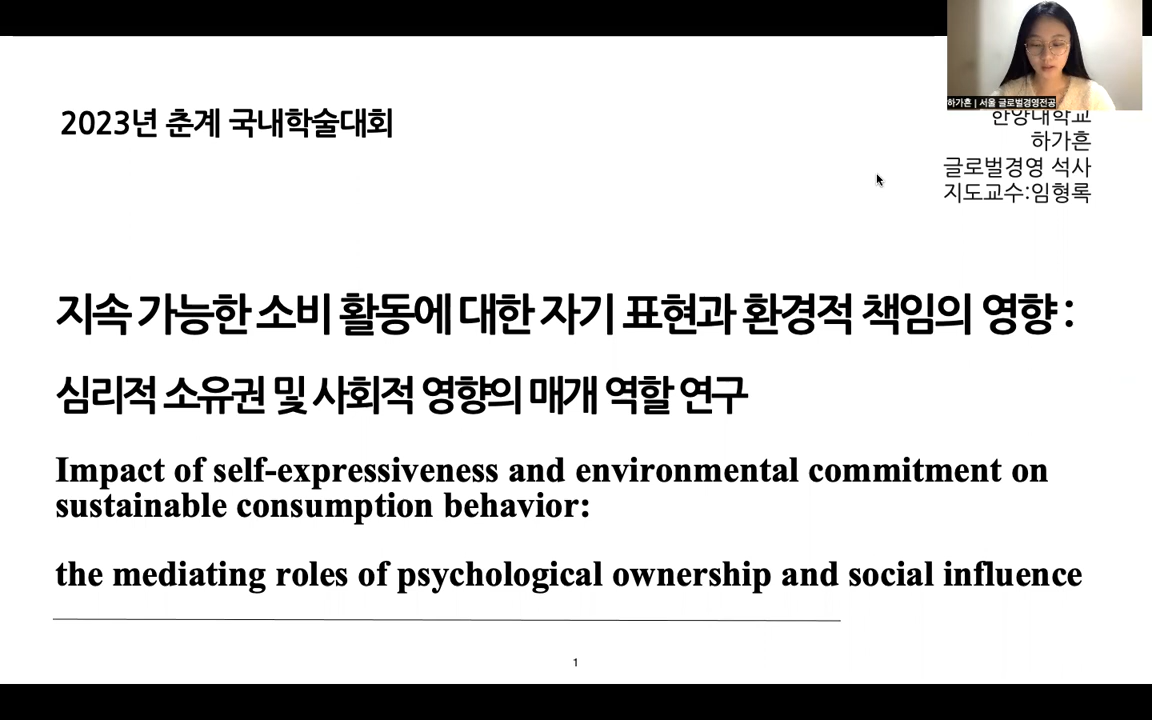 2023년 춘계 국내학술대회
하가흔 | 서울 글로벌경영전공
한양대학교
하가흔
글로벌경영 석사
지도교수:임형록
지속 가능한 소비 활동에 대한 자기 표현과 환경적 책임의 영향 :
심리적 소유권 및 사회적 영향의 매개 역할 연구
Impact of self-expressiveness and environmental commitment on
sustainable consumption behavior:
the mediating roles of psychological ownership and social influence
1